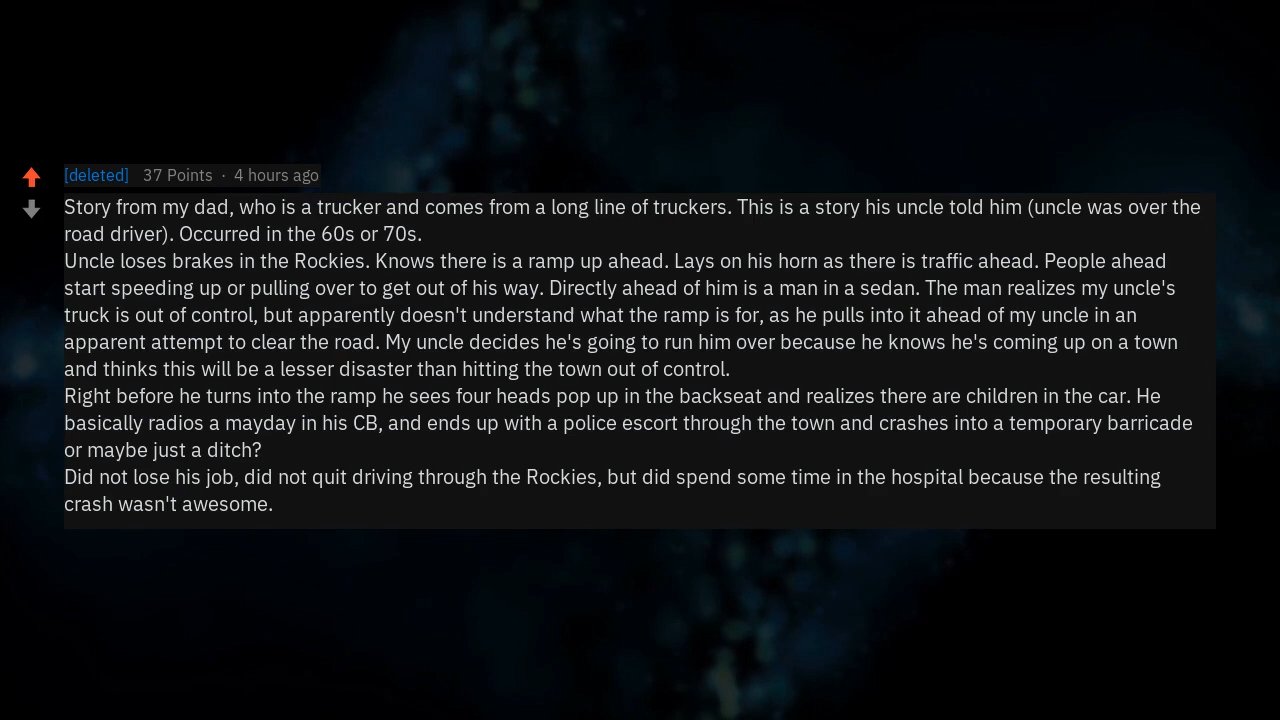 [deleted] 37 Points · 4 hours ago
Story from my dad, who is a trucker and comes from a long line of truckers. This is a story his uncle told him (uncle was over the
road driver). Occurred in the 60s or 70s.
Uncle loses brakes in the Rockies. Knows there is a ramp up ahead. Lays on his horn as there is traffic ahead. People ahead
start speeding up or pulling over to get out of his way. Directly ahead of him is a man in a sedan. The man realizes my uncle's
truck is out of control, but apparently doesn't understand what the ramp is for, as he pulls into it ahead of my uncle in an
apparent attempt to clear the road. My uncle decides he's going to run him over because he knows he's coming up on a town
and thinks this will be a lesser disaster than hitting the town out of control.
Right before he turns into the ramp he sees four heads pop up in the backseat and realizes there are children in the car. He
basically radios a mayday in his CB, and ends up with a police escort through the town and crashes into a temporary barricade
or maybe just a ditch?
Did not lose his job, did not quit driving through the Rockies, but did spend some time in the hospital because the resulting
crash wasn't awesome.